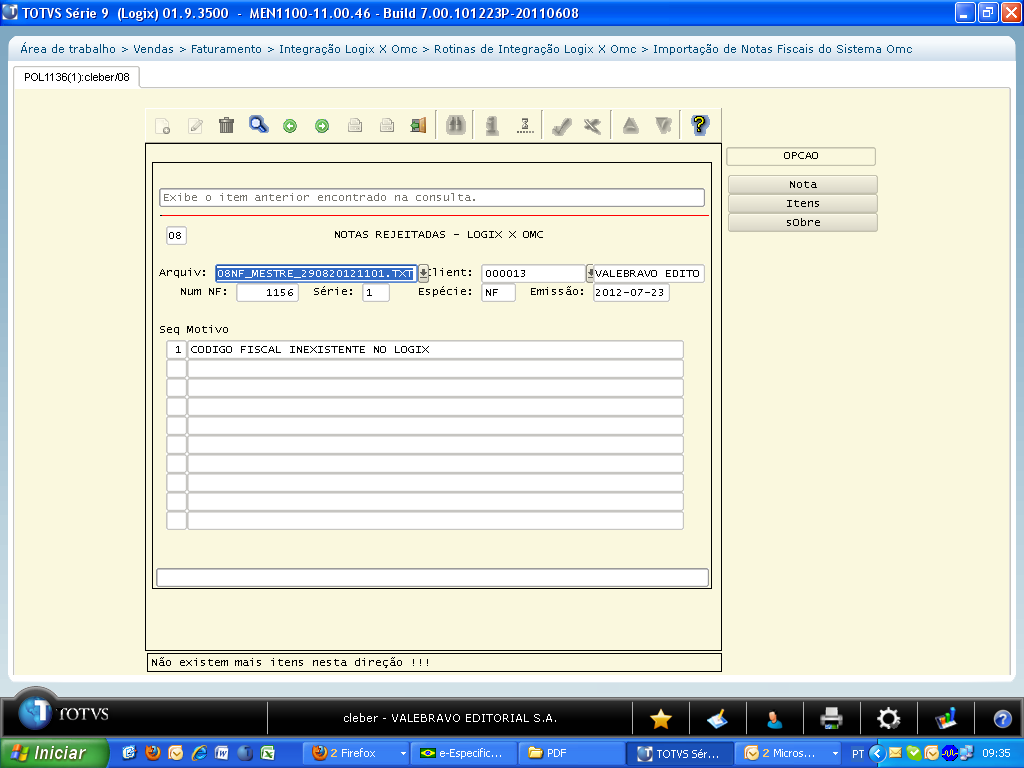 TOTVS Série 9  (Logix) 01.9.3500  -  MEN1100-11.00.46 - Build 7.00.101223P-20110608
Área de trabalho > Vendas > Faturamento > Integração Logix X Omc > Rotinas de Integração Logix X Omc > Importação de Notas Fiscais do Sistema Omc
POL1136(1):cleber/08
OPCAO
Nota
Itens
sObre
Exibe o item anterior encontrado na consulta.
08 NOTAS REJEITADAS - LOGIX X OMC
Arquiv: 08NF_MESTRE_290820121101.TXT Client: 000013 VALEBRAVO EDITO
Num NF: 1156 Série: 1 Espécie: NF Emissão: 2012-07-23
Seq Motivo
1 CODIGO FISCAL INEXISTENTE NO LOGIX
Não existem mais itens nesta direção !!!
TOTVS cleber - VALEBRAVO EDITORIAL S.A.
Iniciar 2 Firefox e-Especific... PDF TOTVS Sér... 2 Micros... PT 09:35